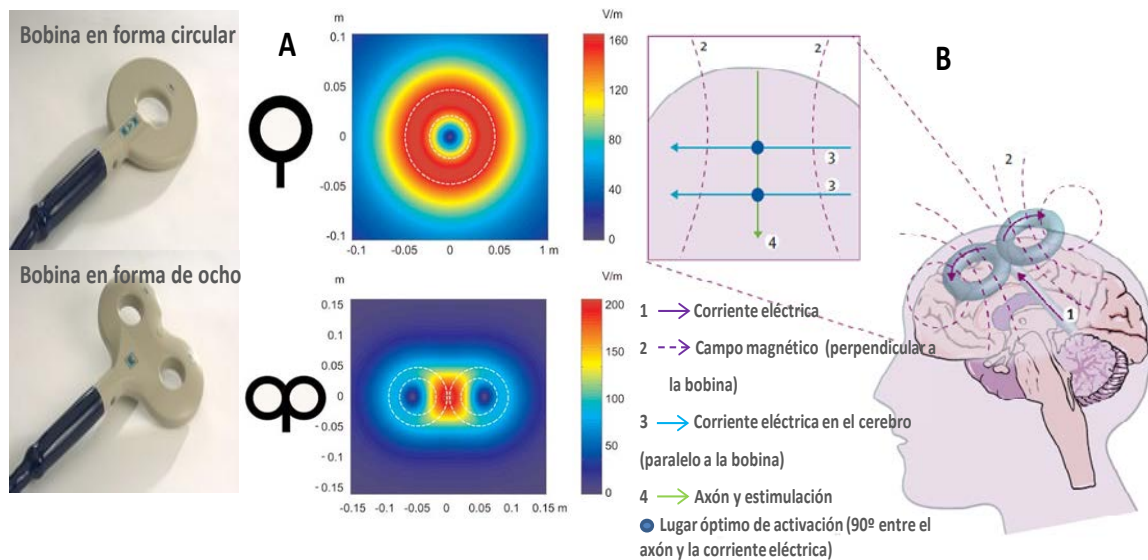 Bobina en forma circular
A
m
0.1
0.05
0
-0.05
-0.1
-0.1
-0.05
0
0.05
1 m
V/m
160
120
80
40
0
2
2
3
3
4
B
2
1
Bobina en forma de ocho
m
0.15
0.1
0.05
0
-0.05
-0.1
-0.15
-0.15
-0.1
-0.05
0
0.05
0.1
0.15 m
V/m
200
150
100
50
0
1 Corriente eléctrica
2 Campo magnético (perpendicular a
la bobina)
3 Corriente eléctrica en el cerebro
(paralelo a la bobina)
4 Axón y estimulación
Lugar óptimo de activación (90º entre el
axón y la corriente eléctrica)